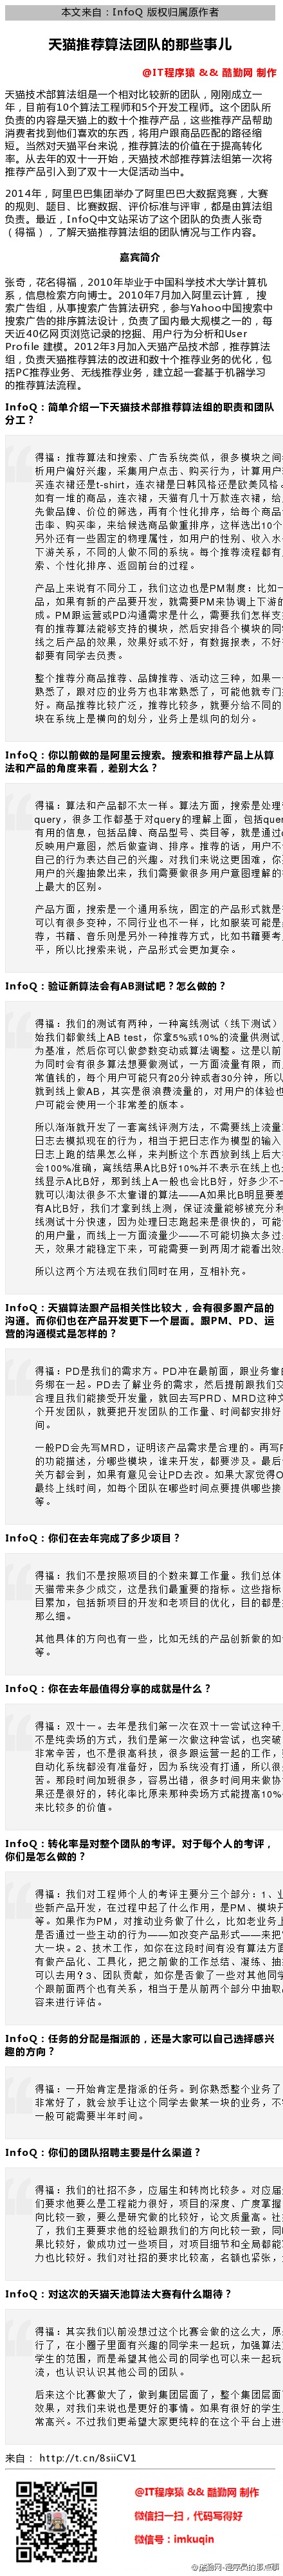 本文来自：InfoQ 版权归属原作者
天猫推荐算法团队的那些事儿
@IT程序猿 && 酷勤网 制作
天猫技术部算法组是一个相对比较新的团队，刚刚成立一
年，目前有10个算法工程师和5个开发工程师。这个团队所
负责的内容是天猫上的数十个推荐产品，这些推荐产品帮助
消费者找到他们喜欢的东西，将用户跟商品匹配的路径缩
短。当然对天猫平台来说，推荐算法的价值在于提高转化
率。从去年的双十一开始，天猫技术部推荐算法组第一次将
推荐产品引入到了双十一大促活动当中。
2014年，阿里巴巴集团举办了阿里巴巴大数据竞赛，大赛
的规则、题目、比赛数据、评价标准与评审，都是由算法组
负责。最近，InfoQ中文站采访了这个团队的负责人张奇
（得福），了解天猫推荐算法组的团队情况与工作内容。
嘉宾简介
张奇，花名得福，2010年毕业于中国科学技术大学计算机
系，信息检索方向博士。2010年7月加入阿里云计算， 搜
索广告组，从事搜索广告算法研究，参与Yahoo中国搜索中
搜索广告的排序算法设计，负责了国内最大规模之一的，每
天近40亿网页浏览记录的挖掘、用户行为分析和User
Profile 建模。2012年3月加入天猫产品技术部，推荐算法
组，负责天猫推荐算法的改进和数十个推荐业务的优化，包
括PC推荐业务、无线推荐业务，建立起一套基于机器学习
的推荐算法流程。
InfoQ：简单介绍一下天猫技术部推荐算法组的职责和团队
分工？
得福：推荐算法和搜索、广告系统类似，很多模块之间
析用户偏好兴趣，采集用户点击、购买行为，计算用户
买连衣裙还是t-shirt，连衣裙是日韩风格还是欧美风格。
如有一堆的商品，连衣裙，天猫有几十万款连衣裙，给
先做品牌、价位的筛选，再有个性化排序，给每个商品
击率、购买率，来给候选商品做重排序，这样选出10个
另外还有一些固定的物理属性，如用户的性别、收入水
下游关系，不同的人做不同的系统。每个推荐流程都有
索、个性化排序、返回前台的过程。
产品上来说有不同分工，我们这边也是PM制度：比如一
品，如果有新的产品要开发，就需要PM来协调上下游的
成。PM跟运营或PD沟通需求是什么，需要我们怎样支
有的推荐算法能够支持的模块，然后安排各个模块的同
线之后产品的效果，效果好或不好，有数据报表，不好
都要有同学去负责。
整个推荐分商品推荐、品牌推荐、活动这三种，如果一
熟悉了，跟对应的业务方也非常熟悉了，可能他就专门
好。商品推荐比较广泛，推荐比较多，就要分给不同的
块在系统上是横向的划分，业务上是纵向的划分。
InfoQ：你以前做的是阿里云搜索。搜索和推荐产品上从算
法和产品的角度来看，差别大么？
得福：算法和产品都不太一样。算法方面，搜索是处理
query，很多工作都基于对query的理解上面，包括quer
有用的信息，包括品牌、商品型号、类目等，就是通过
反映用户意图，然后做查询、排序。推荐的话，用户不
自己的行为表达自己的兴趣。对我们来说这更困难，你
用户的兴趣抽象出来，我们需要做很多用户意图理解的
上最大的区别。
产品方面，搜索是一个通用系统，固定的产品形式就是
可以有很多变种，不同行业也不一样，比如服装可能是
荐，书籍、音乐则是另外一种推荐方式，比如书籍要考
平，所以比搜索来说，产品形式会更加复杂。
InfoQ：验证新算法会有AB测试吧？怎么做的？
得福：我们的测试有两种，一种离线测试（线下测试）
始我们都做线上AB test，你拿5%或10%的流量供测试
为基准，然后你可以做参数变动或算法调整。这是以前
为同时会有很多算法想要做测试，一方面流量有限，而
常值钱的，每个用户可能只有20分钟或者30分钟，所以
就到线上做AB，其实是很浪费流量的，对用户的体验也
户可能会使用一个非常差的版本。
所以渐渐就开发了一套离线评测方法，不需要线上流量
日志去模拟现在的行为，相当于把日志作为模型的输入
日志上跑的结果怎么样，来判断这个东西放到线上后大
会100%准确，离线结果A比B好10%并不表示在线上也
线显示A比B好，那到线上A一般也会比B好，好多少不
就可以淘汰很多不太靠谱的算法——A如果比B明显要
有A比B好，我们才拿到线上测，保证流量能够被充分利
线测试十分快速，因为处理日志跑起来是很快的，可能
的用户量，而线上一方面流量少——不可能切换太多过
天，效果才能稳定下来，可能需要一到两周才能看出效
所以这两个方法现在我们同时在用，互相补充。
InfoQ：天猫算法跟产品相关性比较大，会有很多跟产品的
沟通。而你们也在产品开发更下一个层面。跟PM、PD、运
营的沟通模式是怎样的？
得福：PD是我们的需求方。PD冲在最前面，跟业务
务绑在一起。PD去了解业务的需求，然后提前跟我们交
合理且我们能接受开发量，就回去写PRD、MRD这种文
个开发团队，就要把开发团队的工作量、时间都安排好
间。
一般PD会先写MRD，证明该产品需求是合理的。再写P
的功能描述，分哪些模块，谁来开发，都要涉及。最后
关方都会到，如果有意见会让PD去改。如果大家觉得O
最终上线时间，如每个团队在哪些时间点要提供哪些接
等。
InfoQ：你们在去年完成了多少项目？
得福：我们不是按照项目的个数来算工作量。我们总体
天猫带来多少成交，这是我们最重要的指标。这些指标
目累加，包括新项目的开发和老项目的优化，目的都是
那么细。
其他具体的方向也有一些，比如无线的产品创新做的如
等。
InfoQ：你在去年最值得分享的成就是什么？
得福：双十一。去年是我们第一次在双十一尝试这种千
不是纯卖场的方式，我们是第一次做这种尝试，也突破
非常辛苦，也不是很高科技，很多跟运营一起的工作，
自动化系统都没有准备好，因为系统没有打通，所以很
苦。那段时间加班很多，容易出错，很多时间用来做协
果还是很好的，转化率比原来那种卖场方式能提高10%
来比较多的价值。
InfoQ：转化率是对整个团队的考评。对于每个人的考评，
你们是怎么做的？
得福：我们对工程师个人的考评主要分三个部分：1、业
些新产品开发，在过程中起了什么作用，是PM、模块开
等。如果作为PM，对推动业务做了什么，比如老业务上
是否通过一些主动的行为——如改变产品形式——来把
大一块。2、技术工作，如你在这段时间有没有算法方面
有做产品化、工具化，把之前做的工作总结、凝练、抽
可以去用？3、团队贡献，如你是否做了一些对其他同学
个跟前面两个也有关系，相当于是从前两个部分中抽取
容来进行评估。
InfoQ：任务的分配是指派的，还是大家可以自己选择感兴
趣的方向？
得福：一开始肯定是指派的任务。到你熟悉整个业务了
非常好了，就会放手让这个同学去做某一块的业务，不
一般可能需要半年时间。
InfoQ：你们的团队招聘主要是什么渠道？
得福：我们的社招不多，应届生和转岗比较多。对应届
们要求他要么是工程能力很好，项目的深度、广度掌握
向比较一致，要么是研究做的比较好，论文质量高。社
了，我们主要要求他的经验跟我们的方向比较一致，同
果比较好，做成功过一些项目，对项目细节和全局都能
力也比较好。我们对社招的要求比较高，名额也紧张，
InfoQ：对这次的天猫天池算法大赛有什么期待？
得福：其实我们以前没想过这个比赛会做的这么大，原
行了，在小圈子里面有兴趣的同学来一起玩，加强算法
学生的范围，而是希望其他公司的同学也可以来一起玩
流，也认识认识其他公司的团队。
后来这个比赛做大了，做到集团层面了，整个集团层面
效果，对我们来说也是更好的事情。如果有很多学生在
常高兴。不过我们更希望大家更纯粹的在这个平台上进
来自： http://t.cn/8siiCV1
@IT程序猿 && 酷勤网 制作
微信扫一扫，代码写得好
微信号：imkuqin
@酷勤网-程序员的那点事